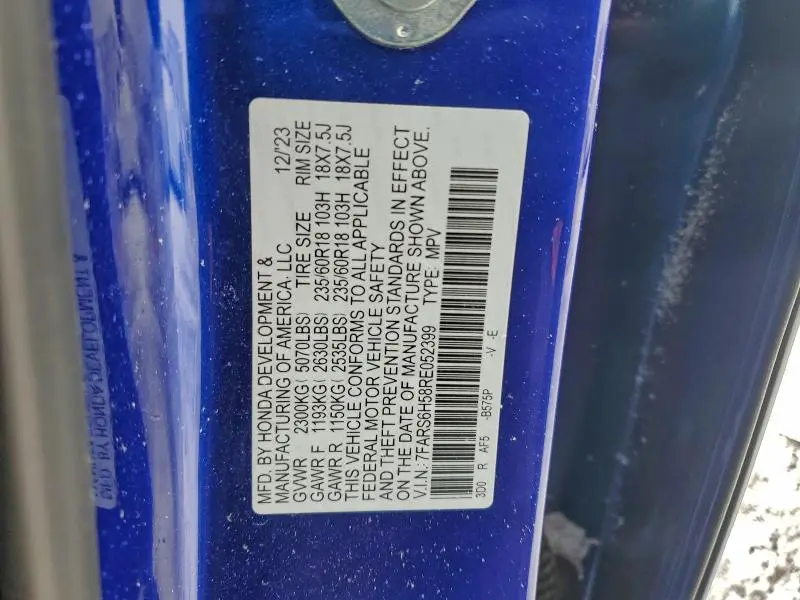 MFD. BY HONDA DEVELOPMENT &
MANUFACTURING OF AMERICA, LLC 12/'23
GVWR 2300KG ( 5070LBS) TIRE SIZE RIM SIZE
GAWR F 1193KG ( 2630LBS) 235/60R18 103H 18X7.5J
GAWR R 1150KG ( 2535LBS) 235/60R18 103H 18X7.5J
THIS VEHICLE CONFORMS TO ALL APPLICABLE
FEDERAL MOTOR VEHICLE SAFETY
AND THEFT PREVENTION STANDARDS IN EFFECT
ON THE DATE OF MANUFACTURE SHOWN ABOVE.
V.I.N.: 7FARS6H58RE052399 TYPE: MPV
3D0 R AF5 -B575P -V -E